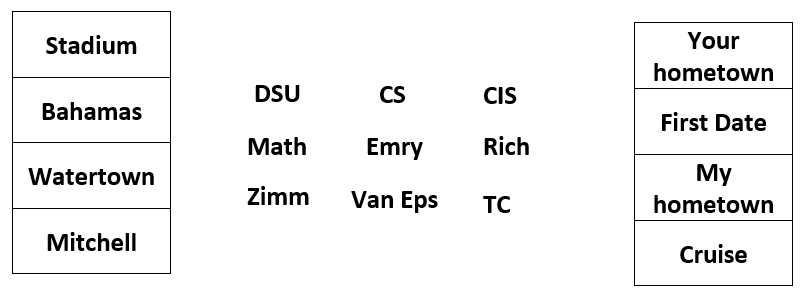 Stadium
Bahamas
Watertown
Mitchell
DSU CS CIS
Math Emry Rich
Zimm Van Eps TC
Your
hometown
First Date
My
hometown
Cruise